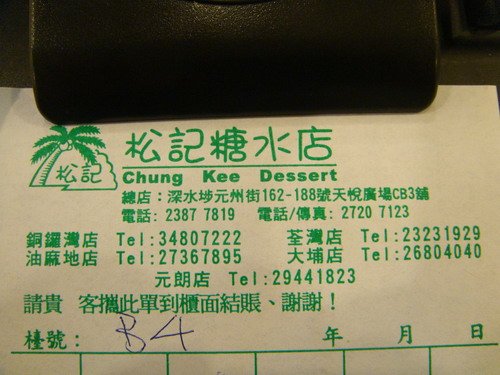 松記
松記糖水店
Chung Kee Dessert
總店：深水埗元州街162-188號天悅廣場CB3舖
電話: 2387 7819 電話/傳真: 2720 7123
銅鑼灣店 Tel:34807222 荃灣店 Tel:23231929
油麻地店 Tel:27367895 大埔店 Tel:26804040
元朗店 Tel:29441823
請貴 客攜此單到櫃面結賬、謝謝！
檯號： B4 年 月 日